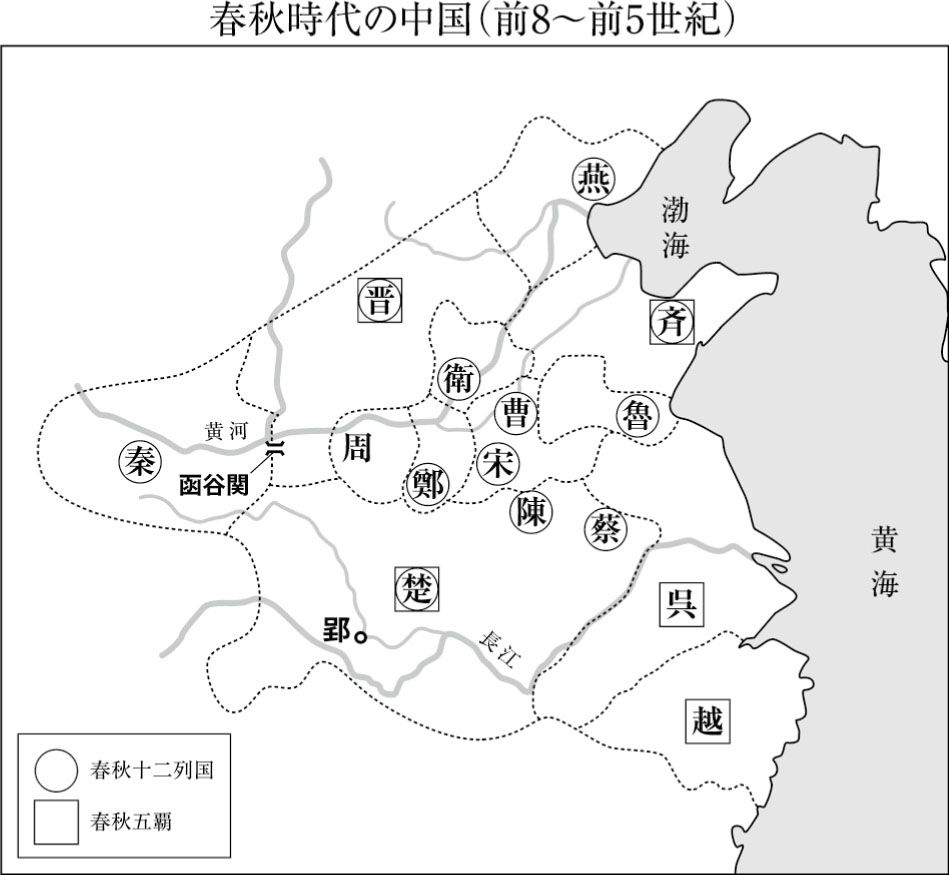 春秋時代の中国（前8～前5世紀）
燕
渤海
晋
斉
衛
曹
魯
黄河
周
秦
函谷関
鄭
宋
陳
蔡
黄海
楚
呉
郢
長江
越
春秋十二列国
春秋五覇